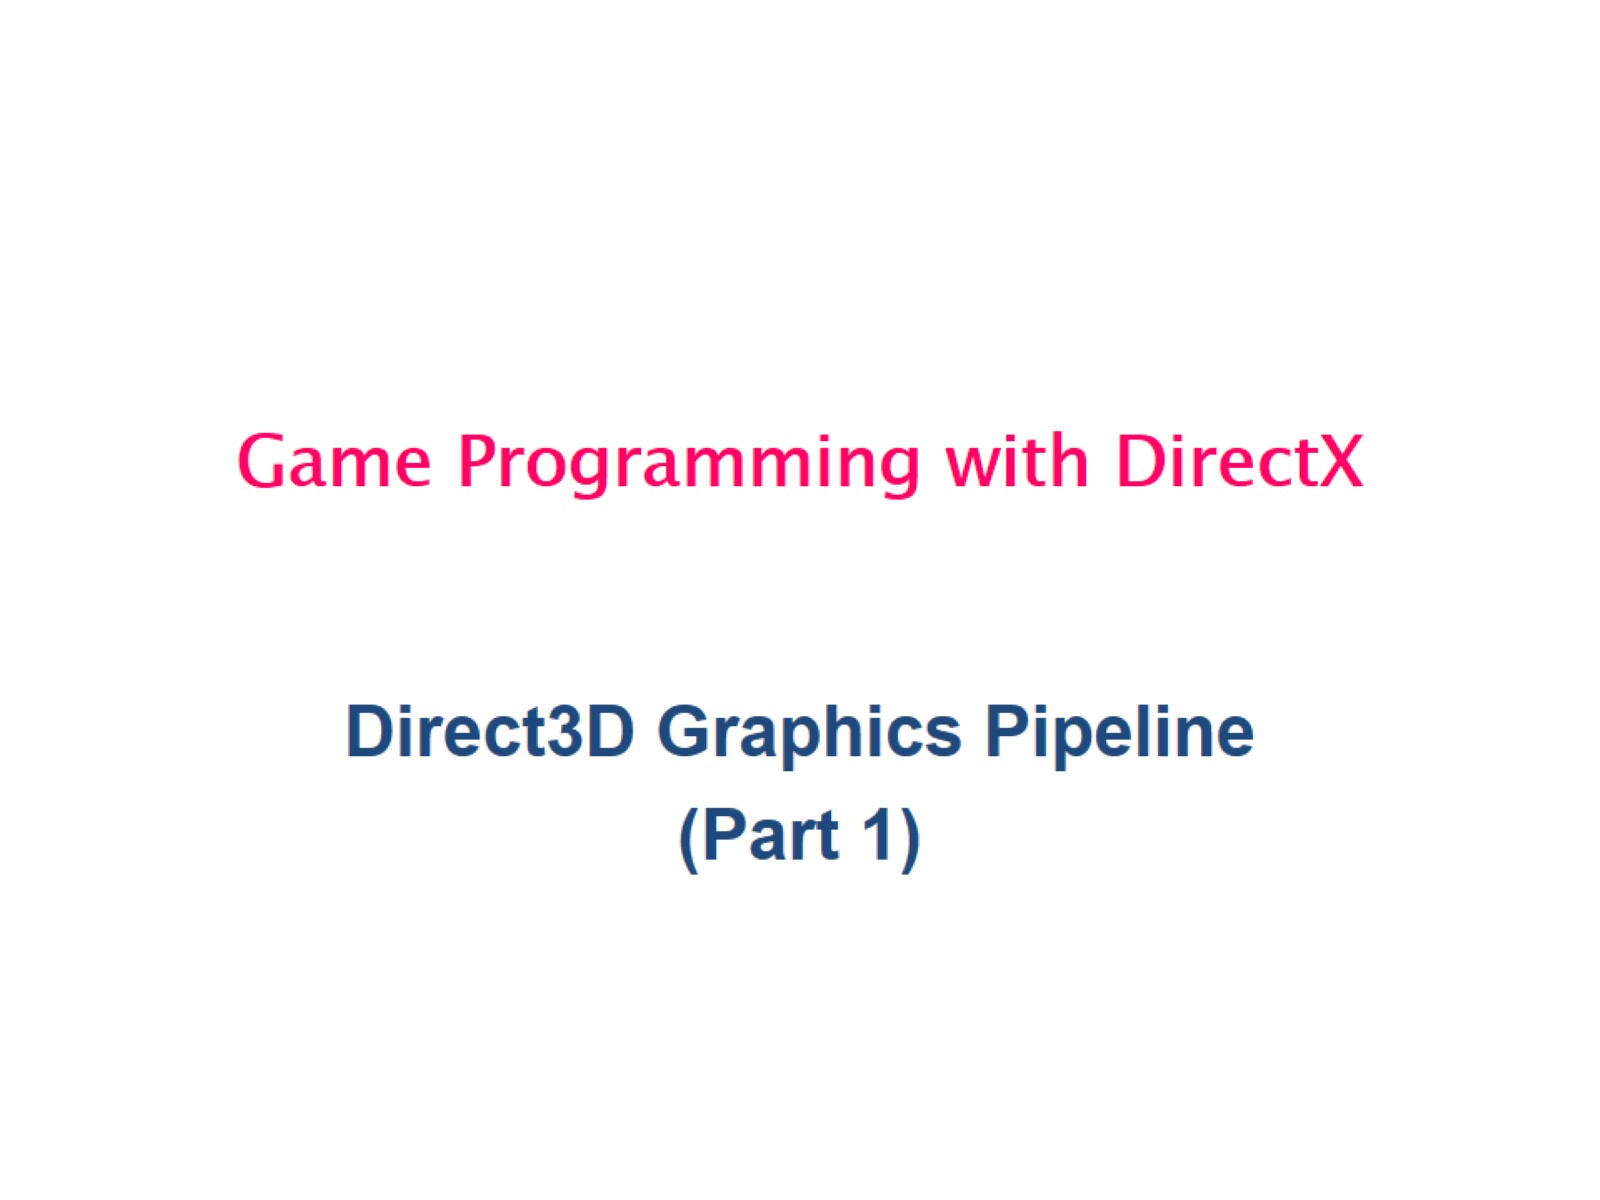 Game Programming with DirectX
Direct3D Graphics Pipeline
(Part 1)